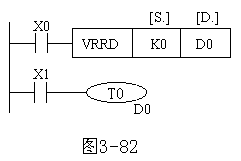 [S.] [D.]
X0 VRRD K0 D0
X1 T0
D0
图3-82